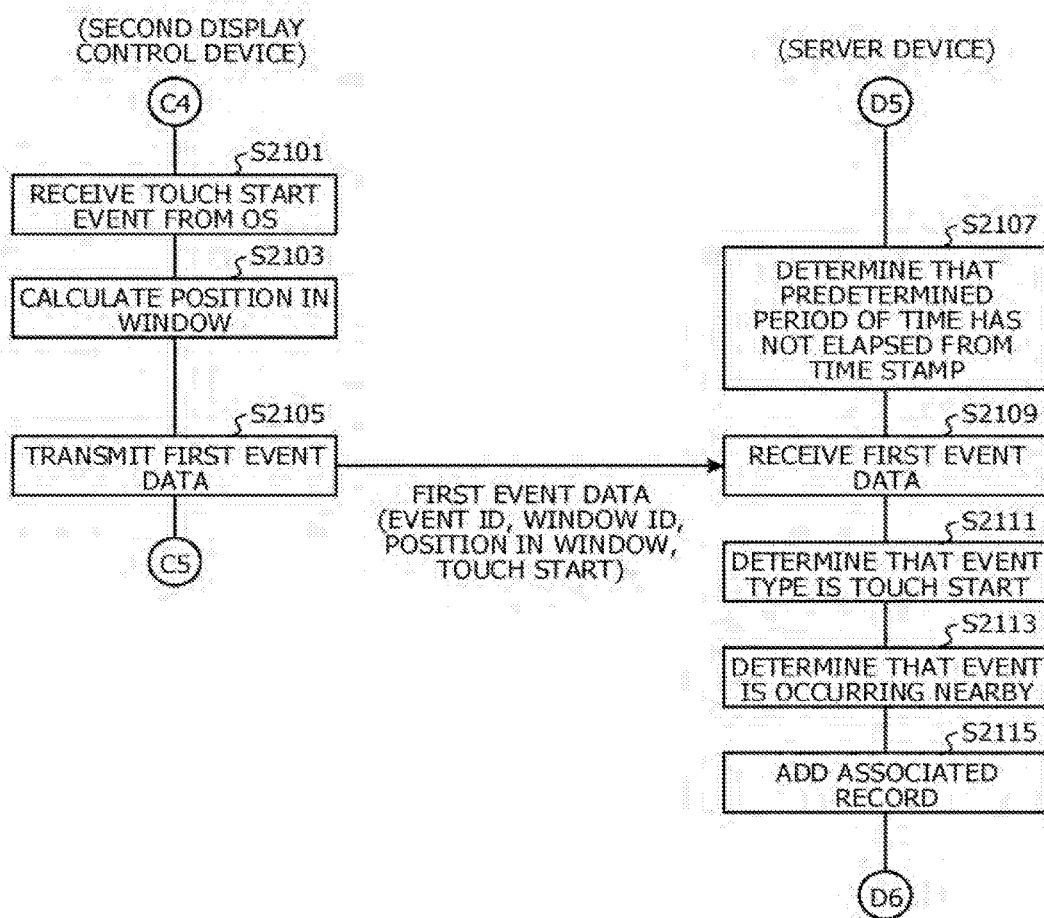 (SECOND DISPLAY
CONTROL DEVICE)
C4
S2101
RECEIVE TOUCH START
EVENT FROM OS
S2103
CALCULATE POSITION IN
WINDOW
S2105
TRANSMIT FIRST EVENT
DATA
C5
FIRST EVENT DATA
(EVENT ID, WINDOW ID,
POSITION IN WINDOW,
TOUCH START)
(SERVER DEVICE)
D5
S2107
DETERMINE THAT
PREDETERMINED
PERIOD OF TIME HAS
NOT ELAPSED FROM
TIME STAMP
S2109
RECEIVE FIRST EVENT
DATA
S2111
DETERMINE THAT EVENT
TYPE IS TOUCH START
S2113
DETERMINE THAT EVENT
IS OCCURRING NEARBY
S2115
ADD ASSOCIATED
RECORD
D6